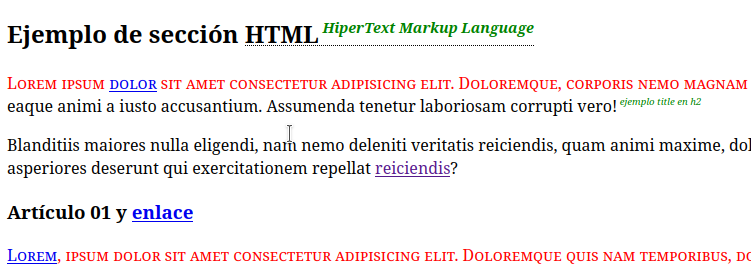 Ejemplo de sección HTML HiperText Markup Language
Lorem ipsum dolor sit amet consectetur adipisicing elit. Doloremque, corporis nemo magnam
eaque animi a iusto accusantium. Assumenda tenetur laboriosam corrupti vero! ejemplo title en h2
Blanditiis maiores nulla eligendi, nam nemo deleniti veritatis reiciendis, quam animi maxime,
asperiores deserunt qui exercitationem repellat reiciendis?
Artículo 01 y enlace
Lorem, ipsum dolor sit amet consectetur adipisicing elit. Doloremque quis nam temporibus,